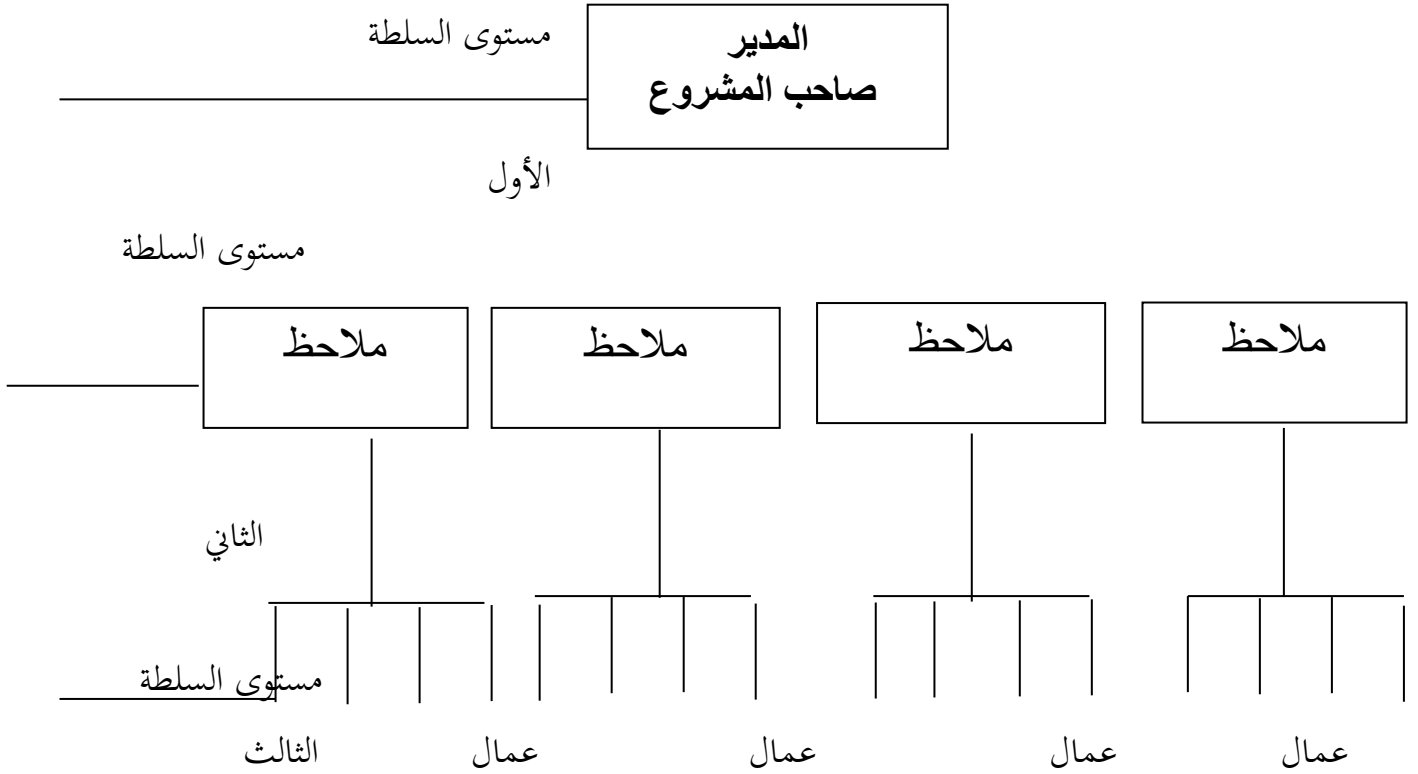 المدير
صاحب المشروع
مستوى السلطة
الأول
مستوى السلطة
ملاحظ
ملاحظ
ملاحظ
ملاحظ
الثاني
مستوى السلطة
عمال
عمال
عمال
عمال
الثالث